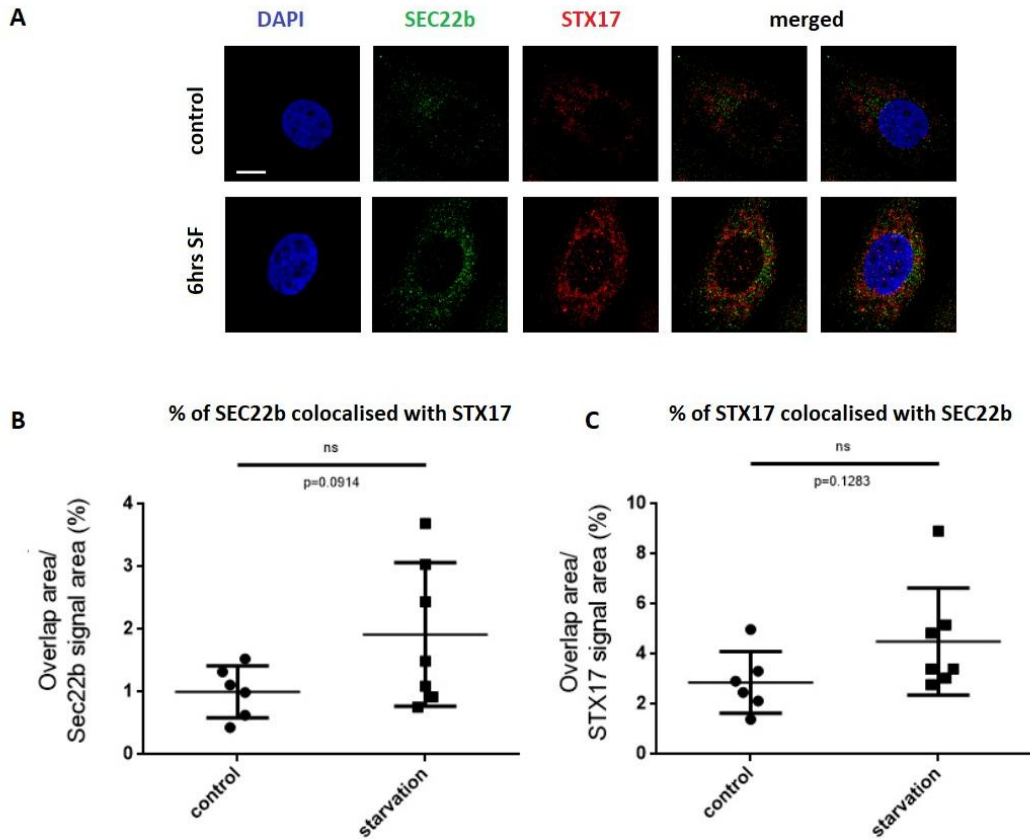 A
DAPI
SEC22b
STX17
merged
control
6hrs SF
B
% of SEC22b colocalised with STX17
ns
p=0.0914
Overlap area/
Sec22b signal area (%)
4
3
2
1
0
control
starvation
C
% of STX17 colocalised with SEC22b
ns
p=0.1283
Overlap area/
STX17 signal area (%)
10
8
6
4
2
0
control
starvation